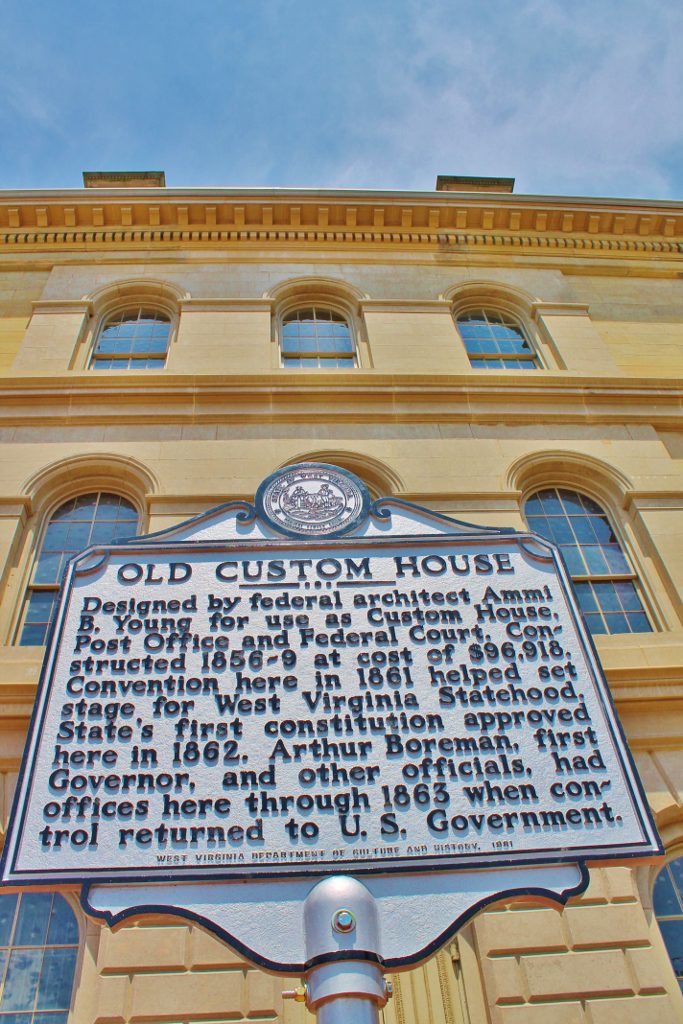 OLD CUSTOM HOUSE
Designed by federal architect Ammi
B. Young for use as Custom House,
Post Office and Federal Court. Con-
structed 1856-9 at cost of $96,918.
Convention here in 1861 helped set
stage for West Virginia Statehood.
State's first constitution approved
here in 1862. Arthur Boreman, first
Governor, and other officials, had
offices here through 1863 when con-
trol returned to U. S. Government.
WEST VIRGINIA DEPARTMENT OF CULTURE AND HISTORY, 1981